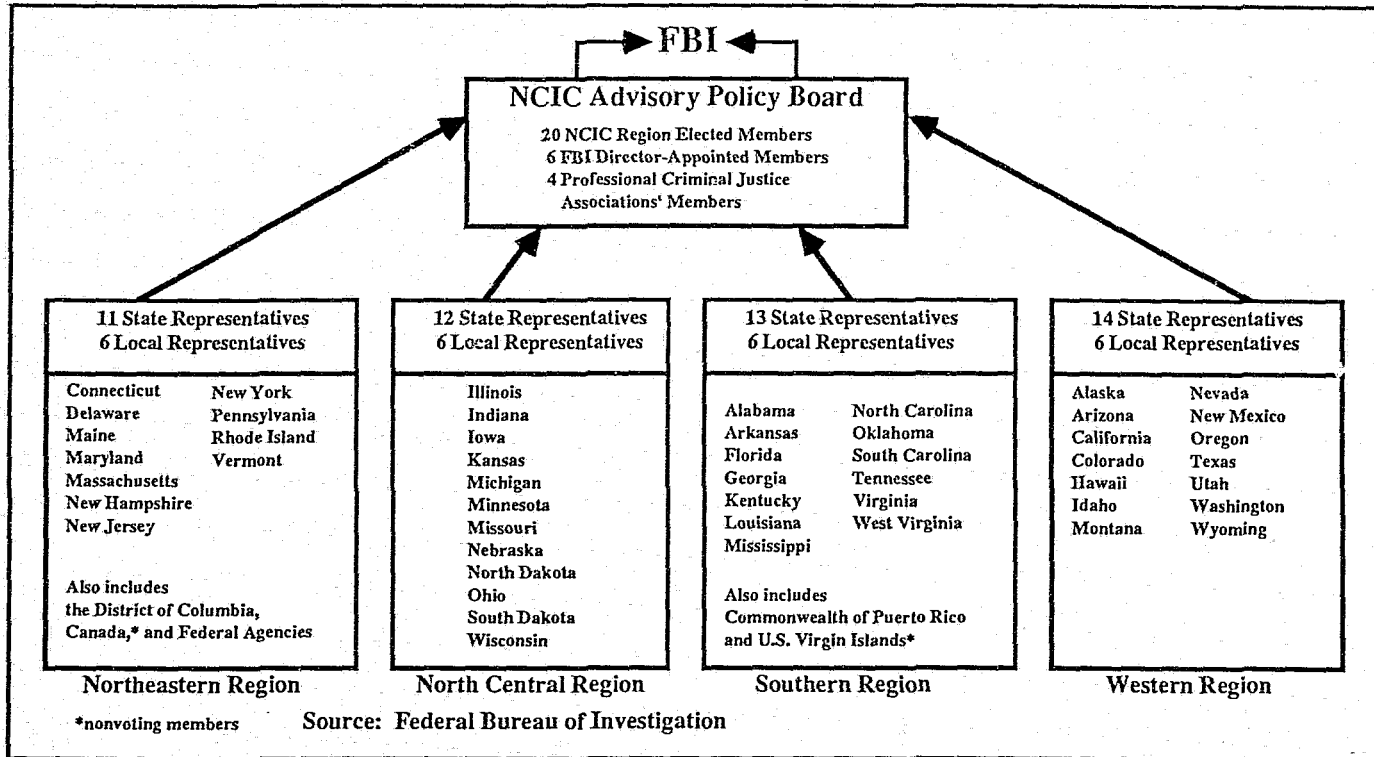 FBI
NCIC Advisory Policy Board
20 NCIC Region Elected Members
6 FBI Director-Appointed Members
4 Professional Criminal Justice
Associations' Members
11 State Representatives
6 Local Representatives
Connecticut
Delaware
Maine
Maryland
Massachusetts
New Hampshire
New Jersey
New York
Pennsylvania
Rhode Island
Vermont
Also includes
the District of Columbia,
Canada,* and Federal Agencies
Northeastern Region
12 State Representatives
6 Local Representatives
Illinois
Indiana
Iowa
Kansas
Michigan
Minnesota
Missouri
Nebraska
North Dakota
Ohio
South Dakota
Wisconsin
North Central Region
13 State Representatives
6 Local Representatives
Alabama
Arkansas
Florida
Georgia
Kentucky
Louisiana
Mississippi
North Carolina
Oklahoma
South Carolina
Tennessee
Virginia
West Virginia
Also includes
Commonwealth of Puerto Rico
and U.S. Virgin Islands*
Southern Region
14 State Representatives
6 Local Representatives
Alaska
Arizona
California
Colorado
Hawaii
Idaho
Montana
Nevada
New Mexico
Oregon
Texas
Utah
Washington
Wyoming
Western Region
*nonvoting members
Source: Federal Bureau of Investigation